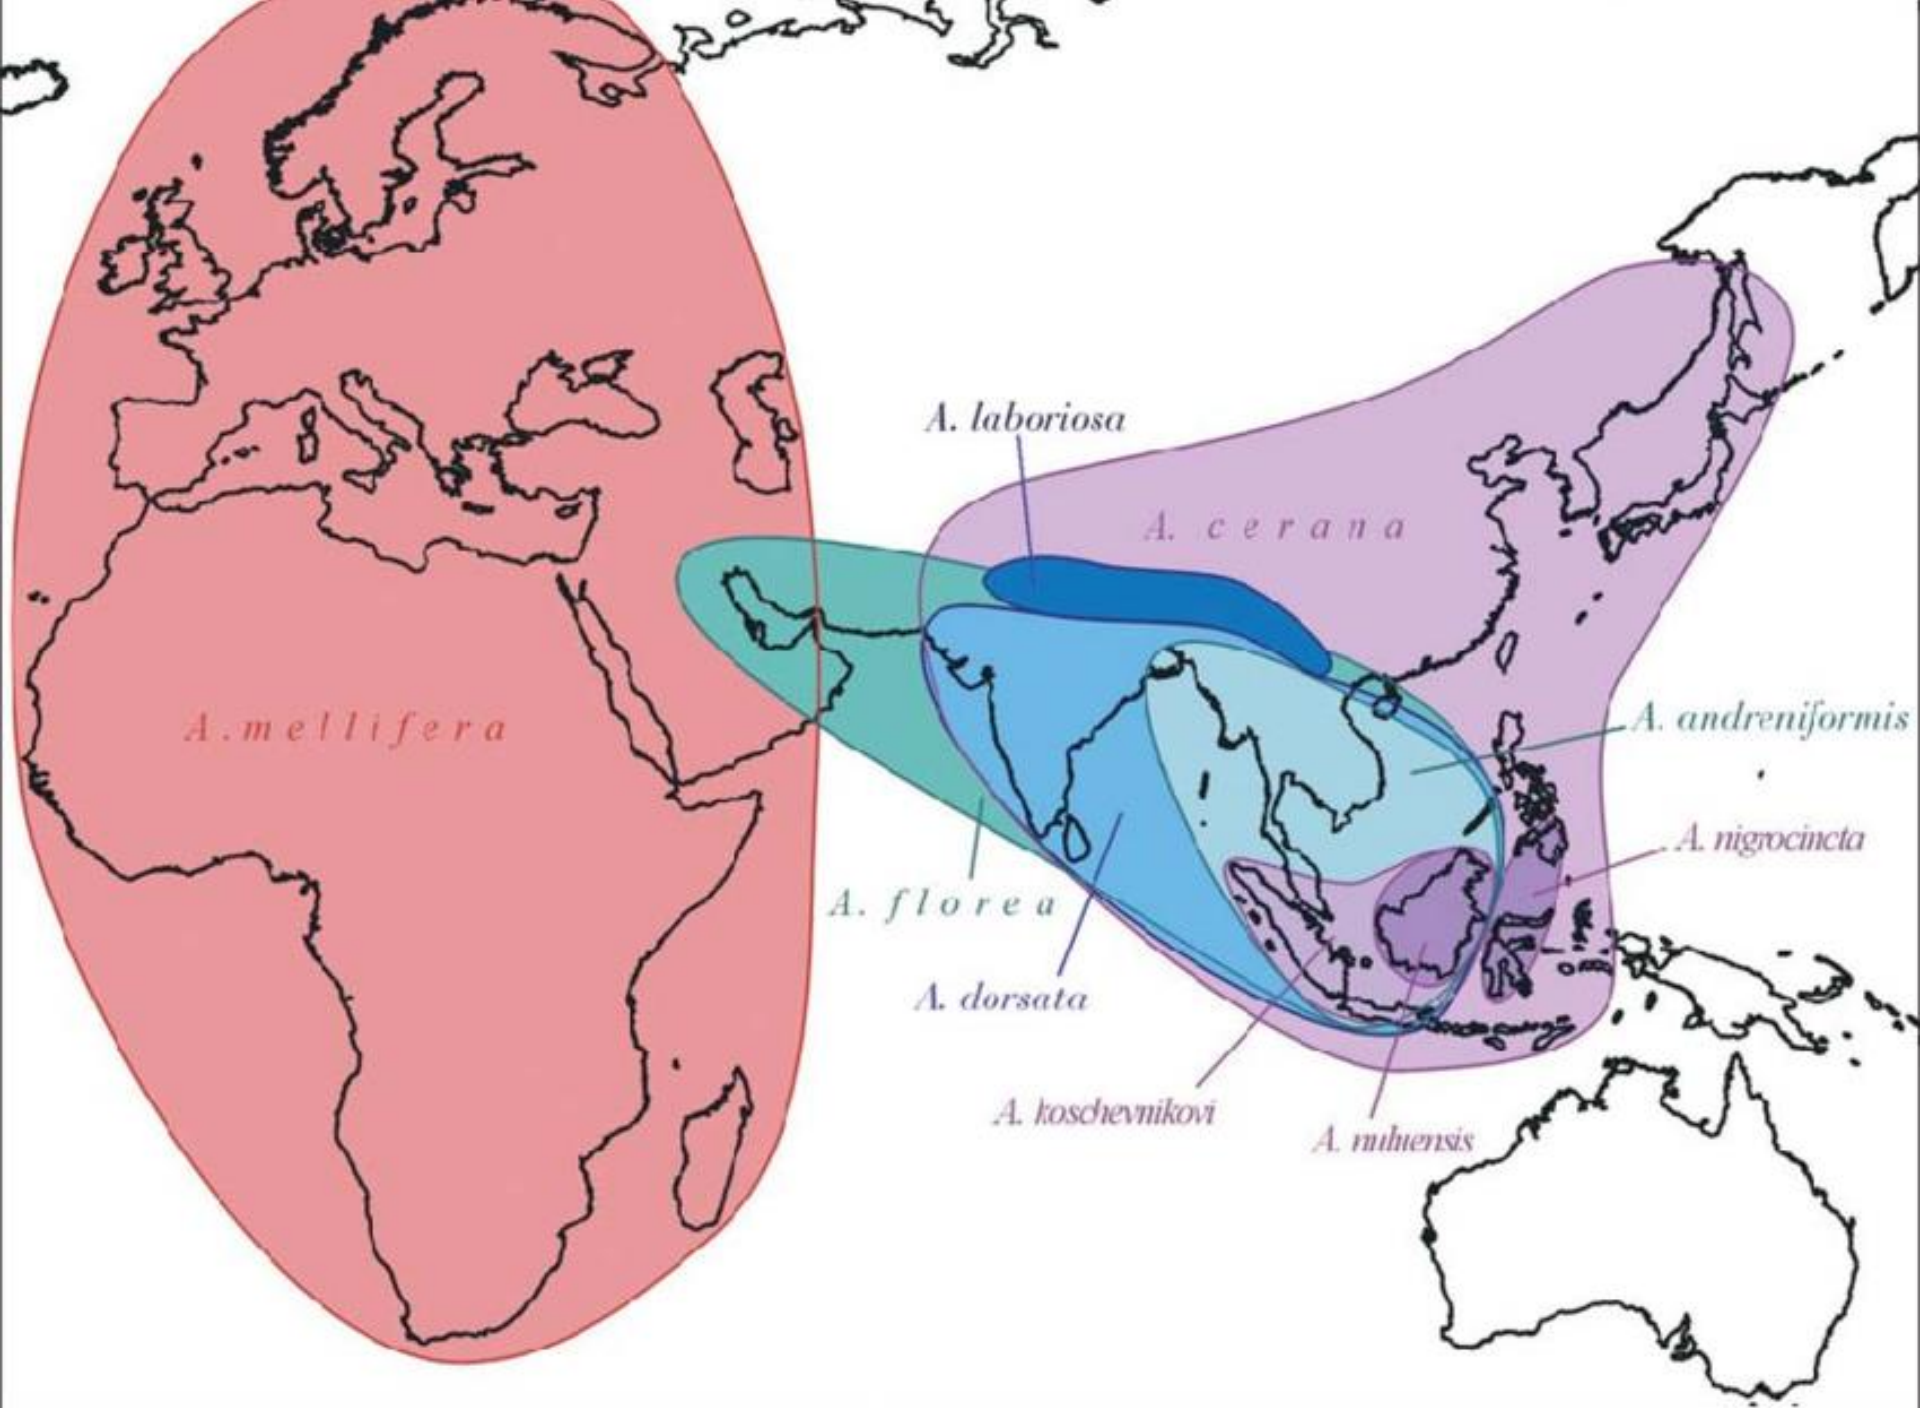 A. laboriosa
A. cerana
A. mellifera
A. andreniformis
A. nigrocincta
A. florea
A. dorsata
A. koschevnikovi
A. nuluensis